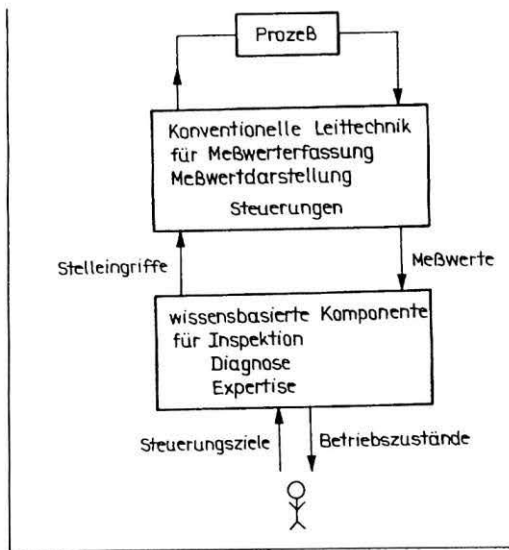 Prozeß
Konventionelle Leittechnik
für Meßwerterfassung
Meßwertdarstellung
Steuerungen
Stelleingriffe
Meßwerte
wissensbasierte Komponente
für Inspektion
Diagnose
Expertise
Steuerungsziele
Betriebszustände